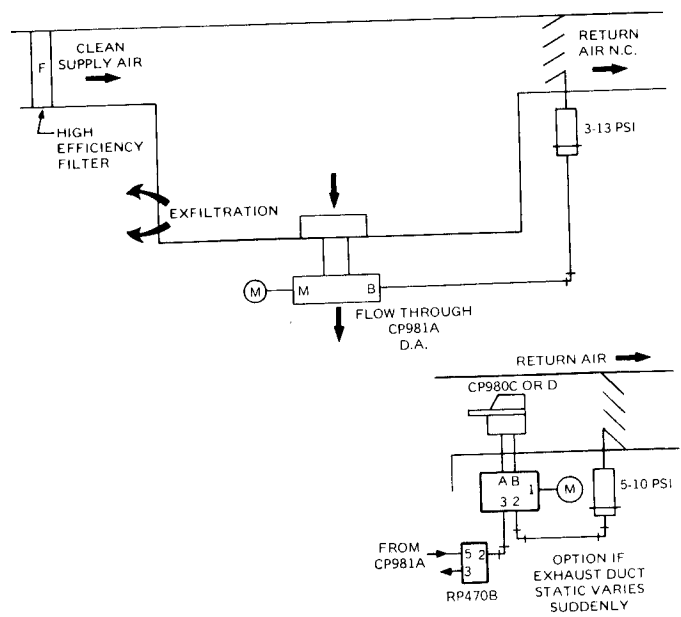 CLEAN
SUPPLY AIR
RETURN
AIR N.C.
F
HIGH
EFFICIENCY
FILTER
3-13 PSI
EXFILTRATION
M
M
B
FLOW THROUGH
CP981A
D.A.
RETURN AIR
CP980C OR D
A B
1
3 2
M
5-10 PSI
FROM
CP981A
5 2
3
RP470B
OPTION IF
EXHAUST DUCT
STATIC VARIES
SUDDENLY